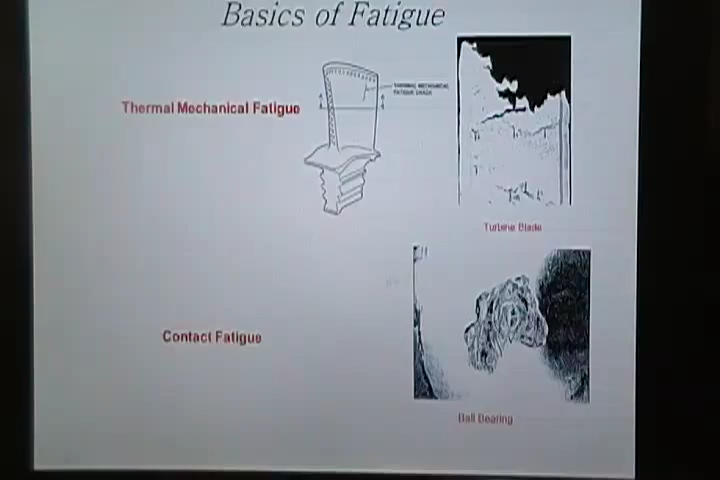 Basics of Fatigue
Thermal Mechanical Fatigue
THERMAL MECHANICAL
FATIGUE CRACK
Turbine Blade
Contact Fatigue
Ball Bearing